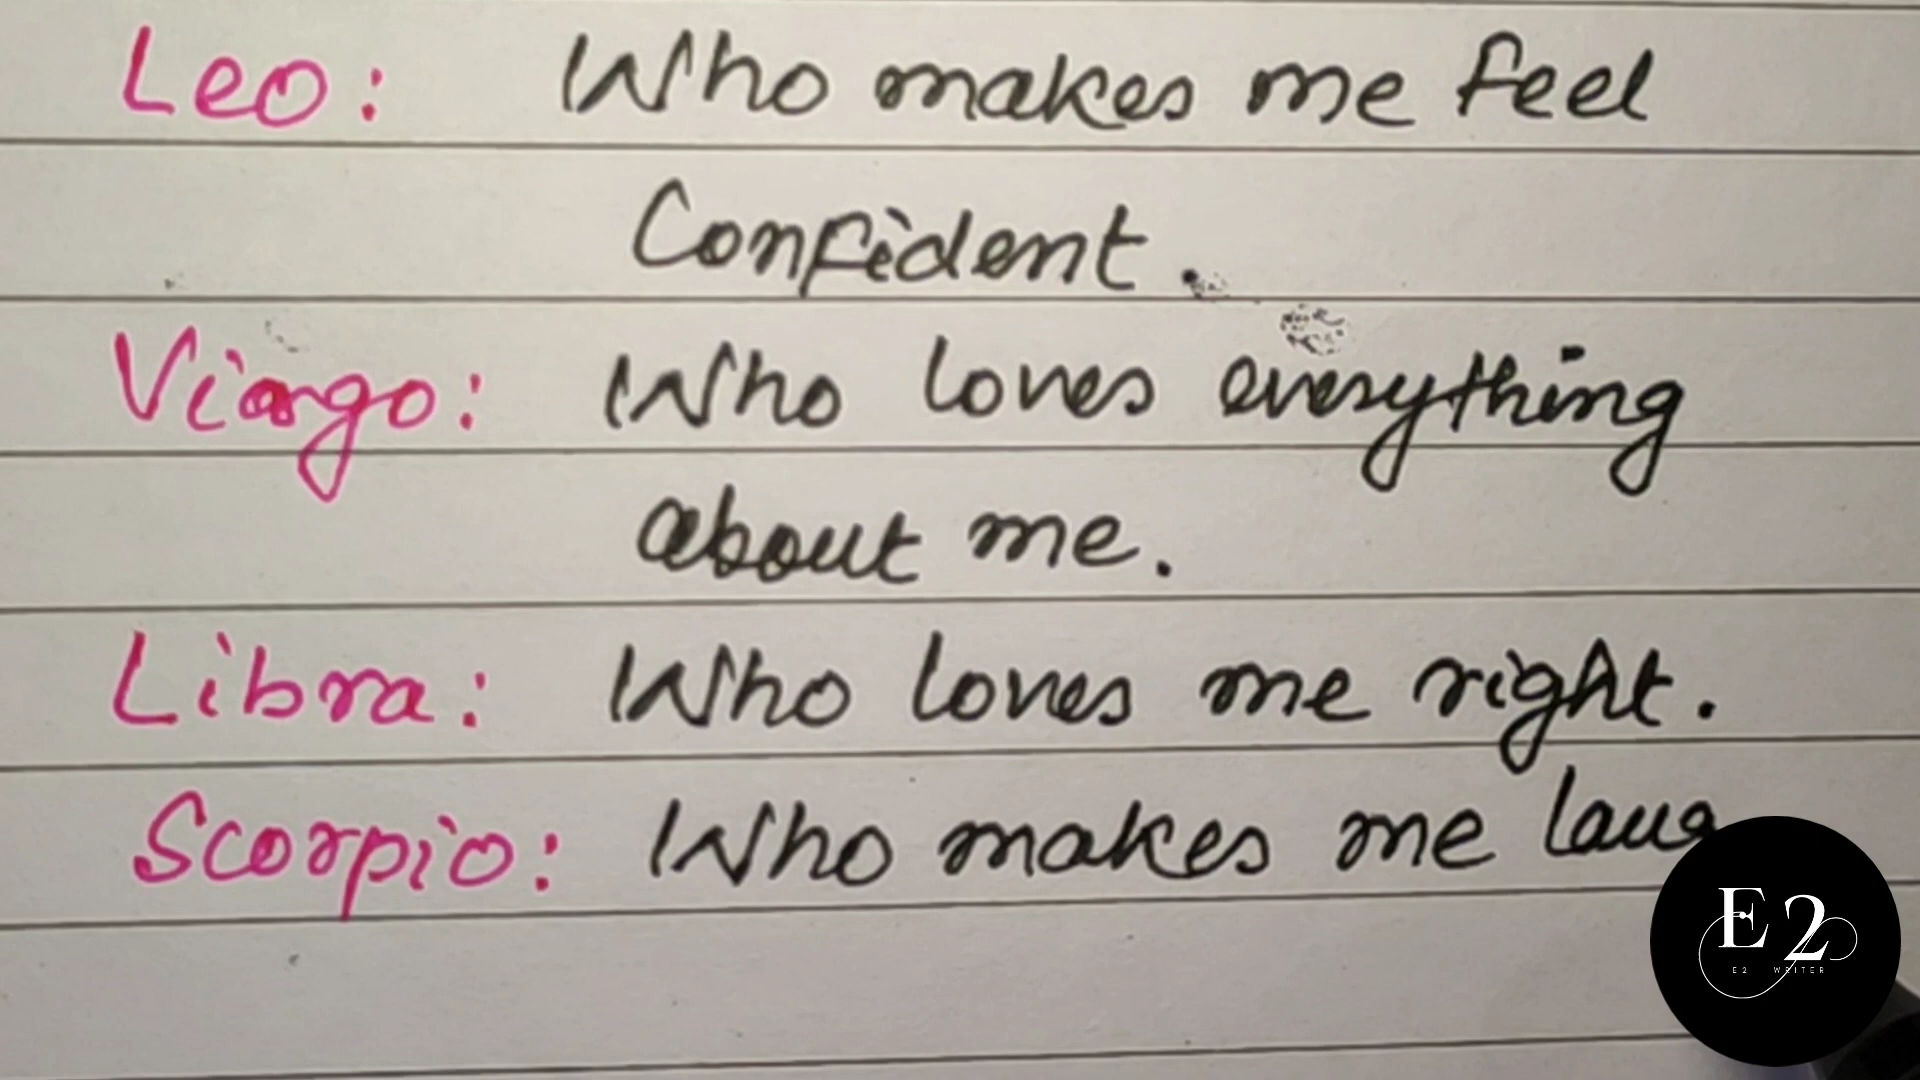 Leo: Who makes me feel
Confident.
Viargo: Who loves everything
about me.
Libra: Who loves me right.
Scorpio: Who makes me
E2
E2 WRITER